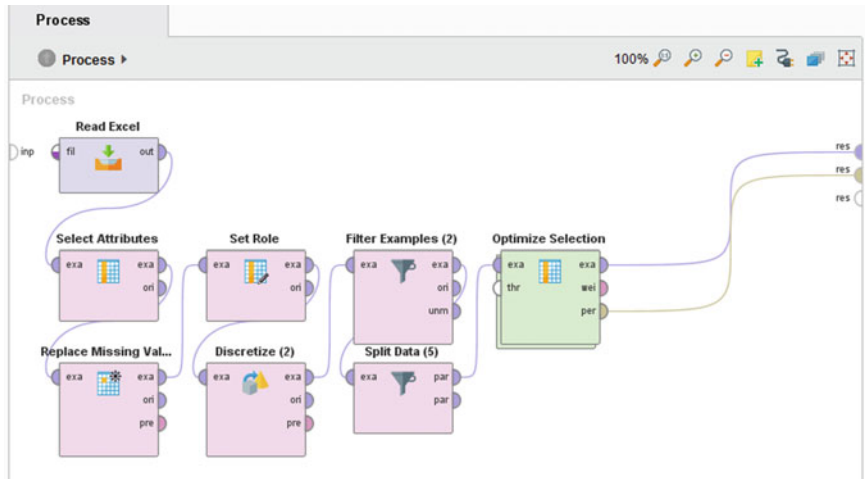 Process
Process
100%
Process
Read Excel
inp
fil
out
res
res
res
Select Attributes
exa
exa
ori
Set Role
exa
exa
ori
Filter Examples (2)
exa
exa
ori
unm
Optimize Selection
exa
exa
thr
wei
per
Replace Missing Val...
exa
exa
ori
pre
Discretize (2)
exa
exa
ori
pre
Split Data (5)
exa
par
par